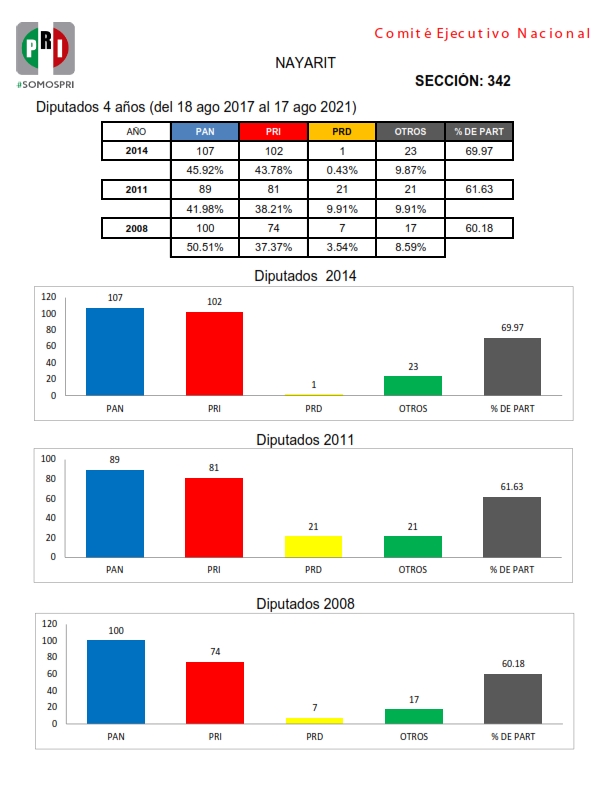 Comité Ejecutivo Nacional
PRI
#SOMOSPRI
NAYARIT
SECCIÓN: 342
Diputados 4 años (del 18 ago 2017 al 17 ago 2021)
AÑO PAN PRI PRD OTROS % DE PART
2014 107 102 1 23 69.97
45.92% 43.78% 0.43% 9.87%
2011 89 81 21 21 61.63
41.98% 38.21% 9.91% 9.91%
2008 100 74 7 17 60.18
50.51% 37.37% 3.54% 8.59%
Diputados 2014
120
100
80
60
40
20
0
107
102
1
23
69.97
PAN PRI PRD OTROS % DE PART
Diputados 2011
100
80
60
40
20
0
89
81
21
21
61.63
PAN PRI PRD OTROS % DE PART
Diputados 2008
120
100
80
60
40
20
0
100
74
7
17
60.18
PAN PRI PRD OTROS % DE PART